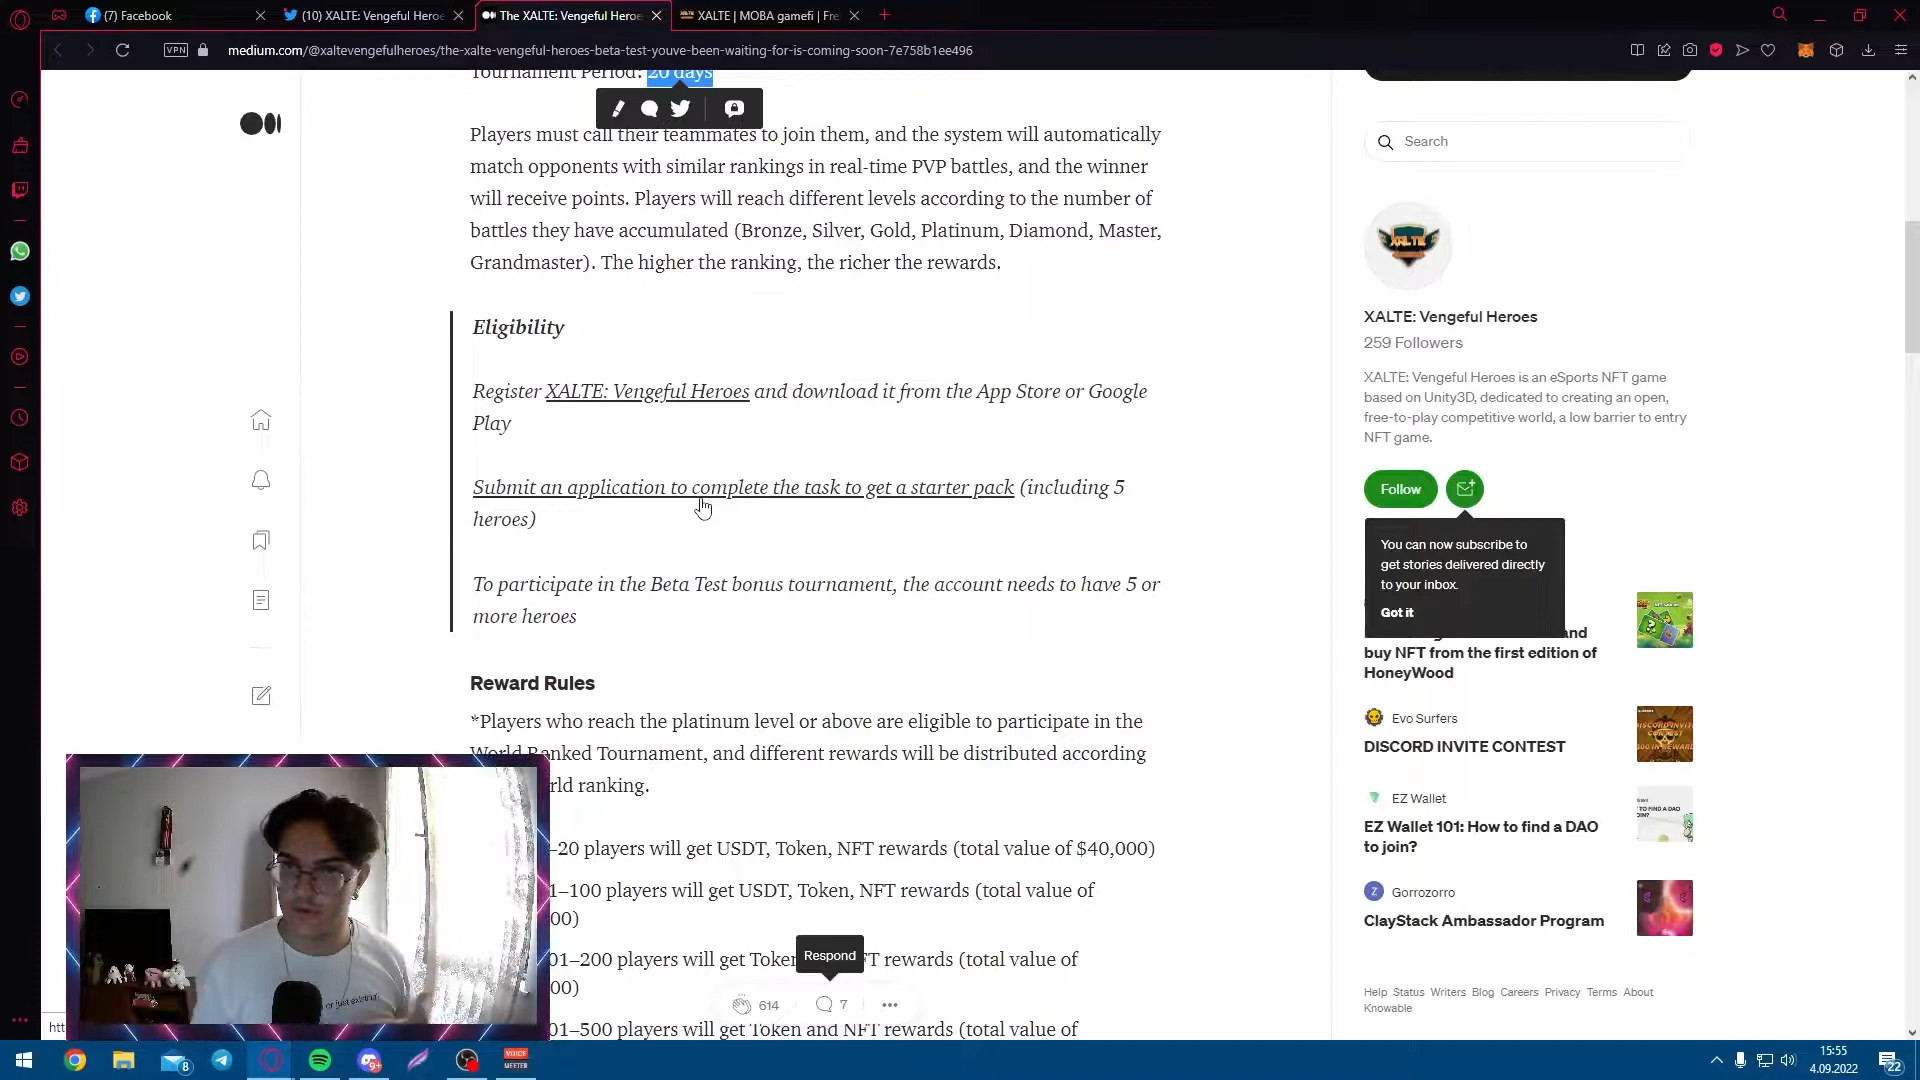 (7) Facebook
(10) XALTE: Vengeful Heroe
The XALTE: Vengeful Heroe
XALTE | MOBA gamefi | Fre
VPN
medium.com/@xaltevengefulheroes/the-xalte-vengeful-heroes-beta-test-youve-been-waiting-for-is-coming-soon-7e758b1ee496
Tournament Period: 20 days
Players must call their teammates to join them, and the system will automatically
match opponents with similar rankings in real-time PVP battles, and the winner
will receive points. Players will reach different levels according to the number of
battles they have accumulated (Bronze, Silver, Gold, Platinum, Diamond, Master,
Grandmaster). The higher the ranking, the richer the rewards.
Eligibility
Register XALTE: Vengeful Heroes and download it from the App Store or Google
Play
Submit an application to complete the task to get a starter pack (including 5
heroes)
To participate in the Beta Test bonus tournament, the account needs to have 5 or
more heroes
Reward Rules
*Players who reach the platinum level or above are eligible to participate in the
World Ranked Tournament, and different rewards will be distributed according
rld ranking.
–20 players will get USDT, Token, NFT rewards (total value of $40,000)
1–100 players will get USDT, Token, NFT rewards (total value of
00)
01–200 players will get Token FT rewards (total value of
00)
01–500 players will get Token and NFT rewards (total value of
Respond
614
7
or just existing
htt
Search
XALTE
XALTE: Vengeful Heroes
259 Followers
XALTE: Vengeful Heroes is an eSports NFT game
based on Unity3D, dedicated to creating an open,
free-to-play competitive world, a low barrier to entry
NFT game.
Follow
You can now subscribe to
get stories delivered directly
to your inbox.
Got it
and
buy NFT from the first edition of
HoneyWood
Evo Surfers
DISCORD INVITE CONTEST
EZ Wallet
EZ Wallet 101: How to find a DAO
to join?
Z
Gorrozorro
ClayStack Ambassador Program
Help Status Writers Blog Careers Privacy Terms About
Knowable
8
9+
VOICE
MEETER
15:55
4.09.2022
22